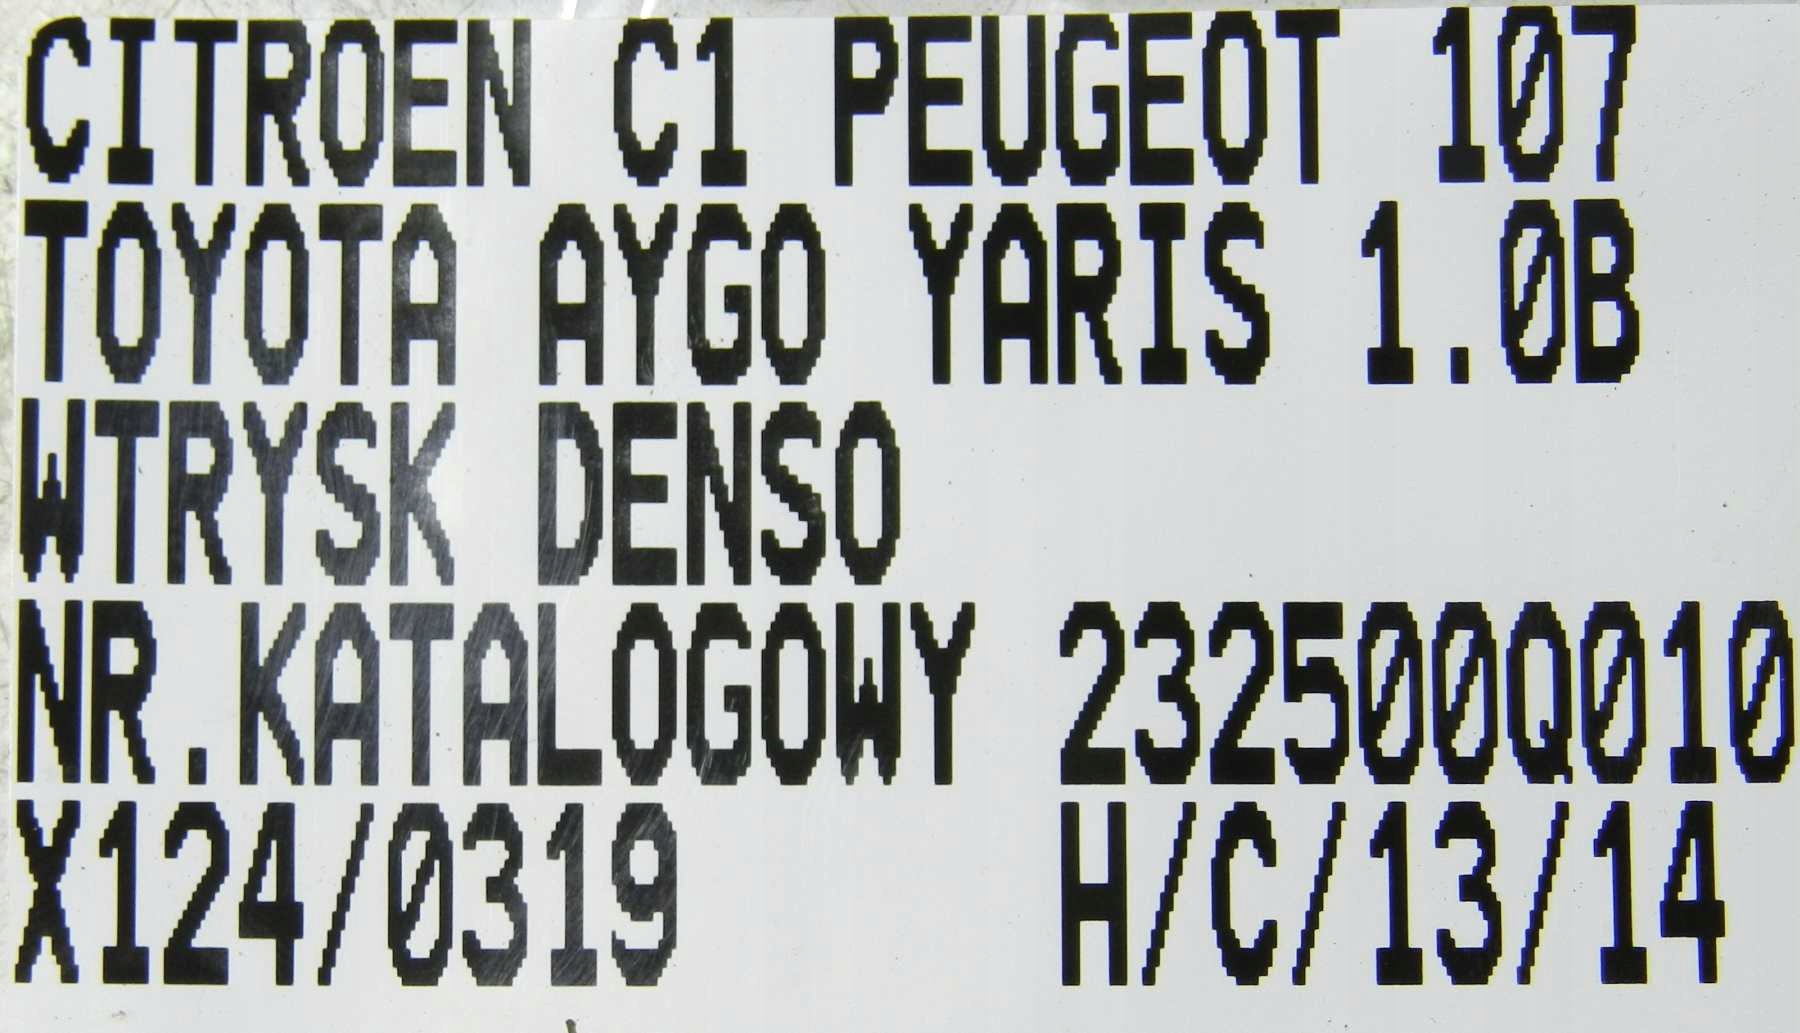 CITROEN C1 PEUGEOT 107
TOYOTA AYGO YARIS 1.0B
WTRYSK DENSO
NR.KATALOGOWY 232500Q010
X124/0319 H/C/13/14